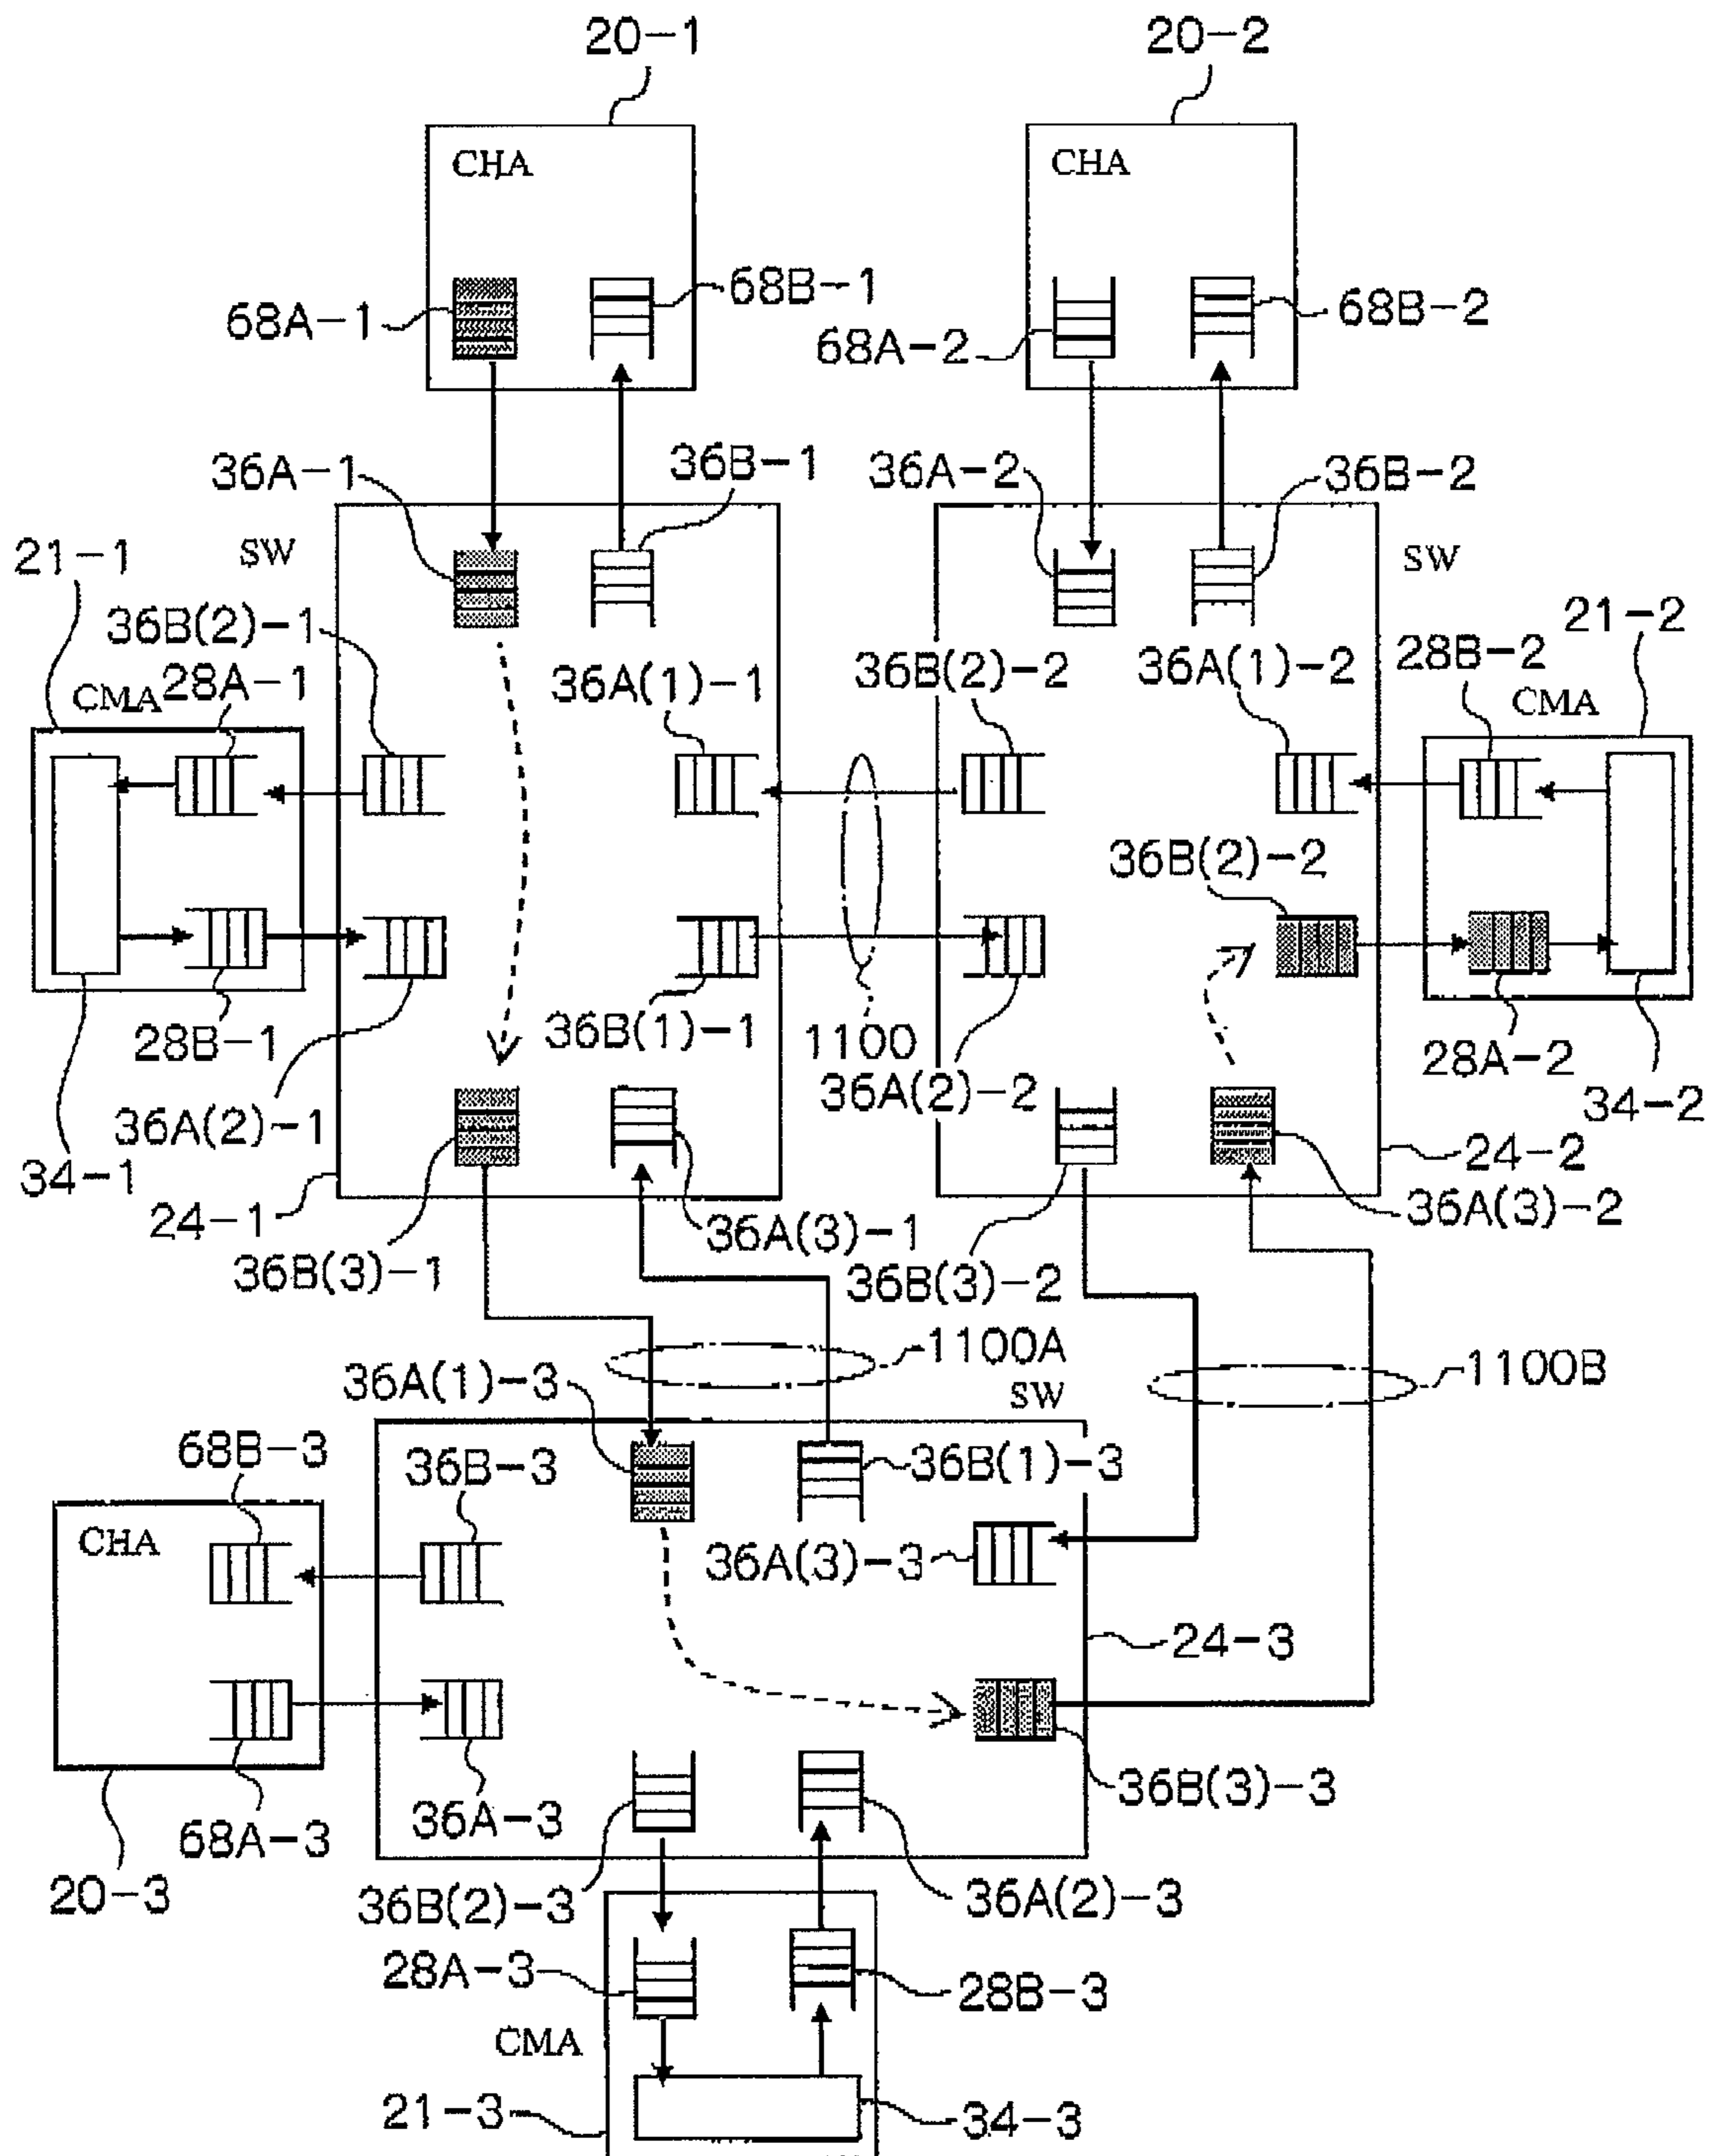 20-1
20-2
CHA
CHA
68A-1
68B-1
68A-2
68B-2
36A-1
36B-1
36A-2
36B-2
21-1
SW
SW
36B(2)-1
21-2
CMA
28A-1
36A(1)-1
36B(2)-2
36A(1)-2
28B-2
CMA
36B(2)-2
28B-1
36B(1)-1
1100
28A-2
36A(2)-1
36A(2)-2
34-2
34-1
24-1
24-2
36A(3)-1
36A(3)-2
36B(3)-1
36B(3)-2
1100A
1100B
36A(1)-3
SW
68B-3
36B-3
36B(1)-3
CHA
36A(3)-3
24-3
36B(3)-3
68A-3
36A-3
20-3
36B(2)-3
36A(2)-3
28A-3
28B-3
CMA
21-3
34-3